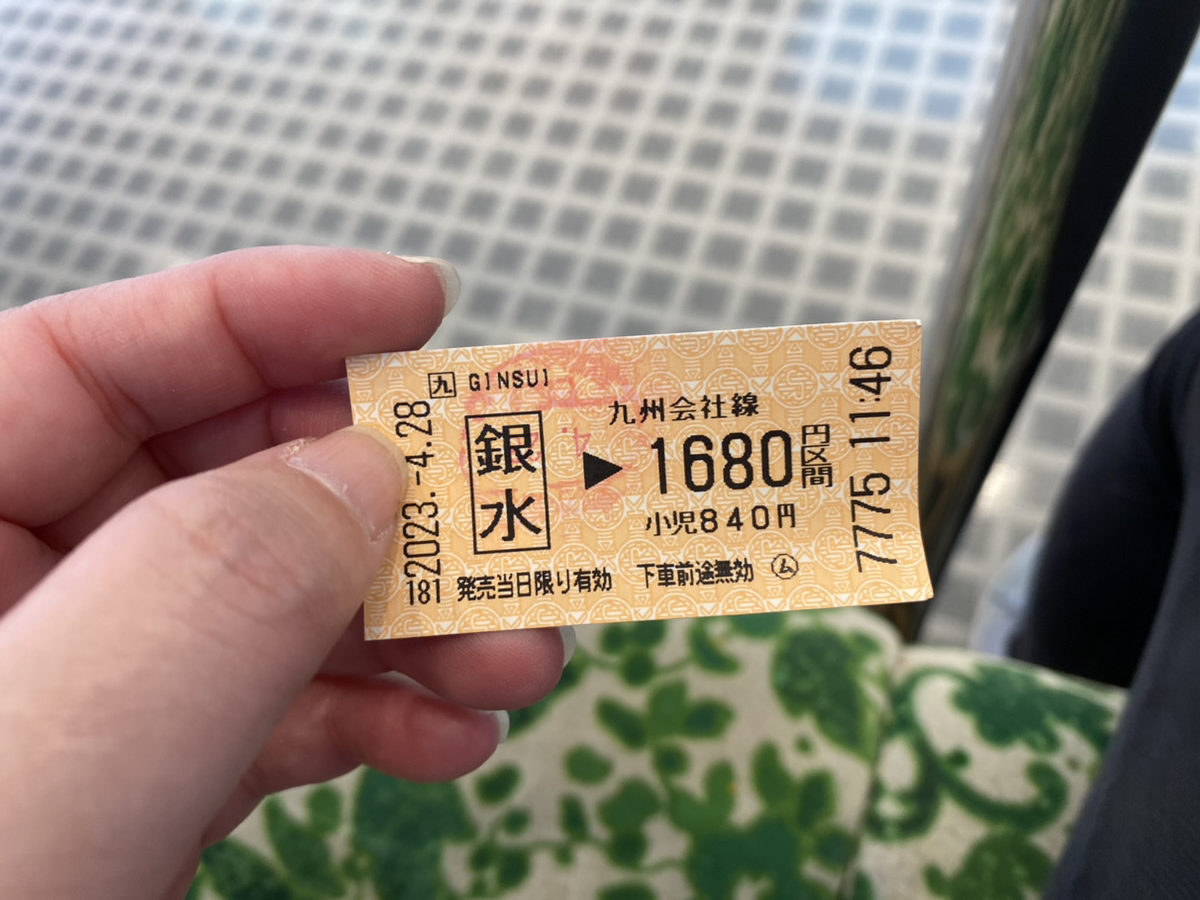 九 GINSUI
2023.-4.28
銀水
▶
九州会社線
1680円区間
小児840円
7775 11:46
181 発売当日限り有効 下車前途無効 ㋰